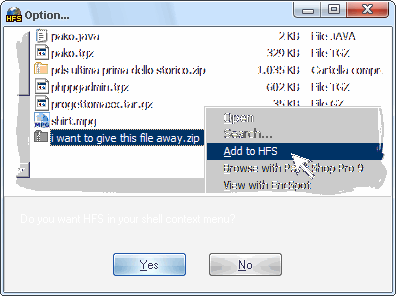 Option...
pako.java 2 KB File JAVA
pako.tgz 329 KB File TGZ
pds ultima prima dello storico.zip 1.035 KB Cartella compr
phppgadmin.tgz 602 KB File TGZ
progettomaxec.tar.gz 35 KB File GZ
shirt.mpg
i want to give this file away.zip
Open
Search...
Add to HFS
Browse with Paint Shop Pro 9
View with
Do you want HFS in your shell context menu?
Yes
No